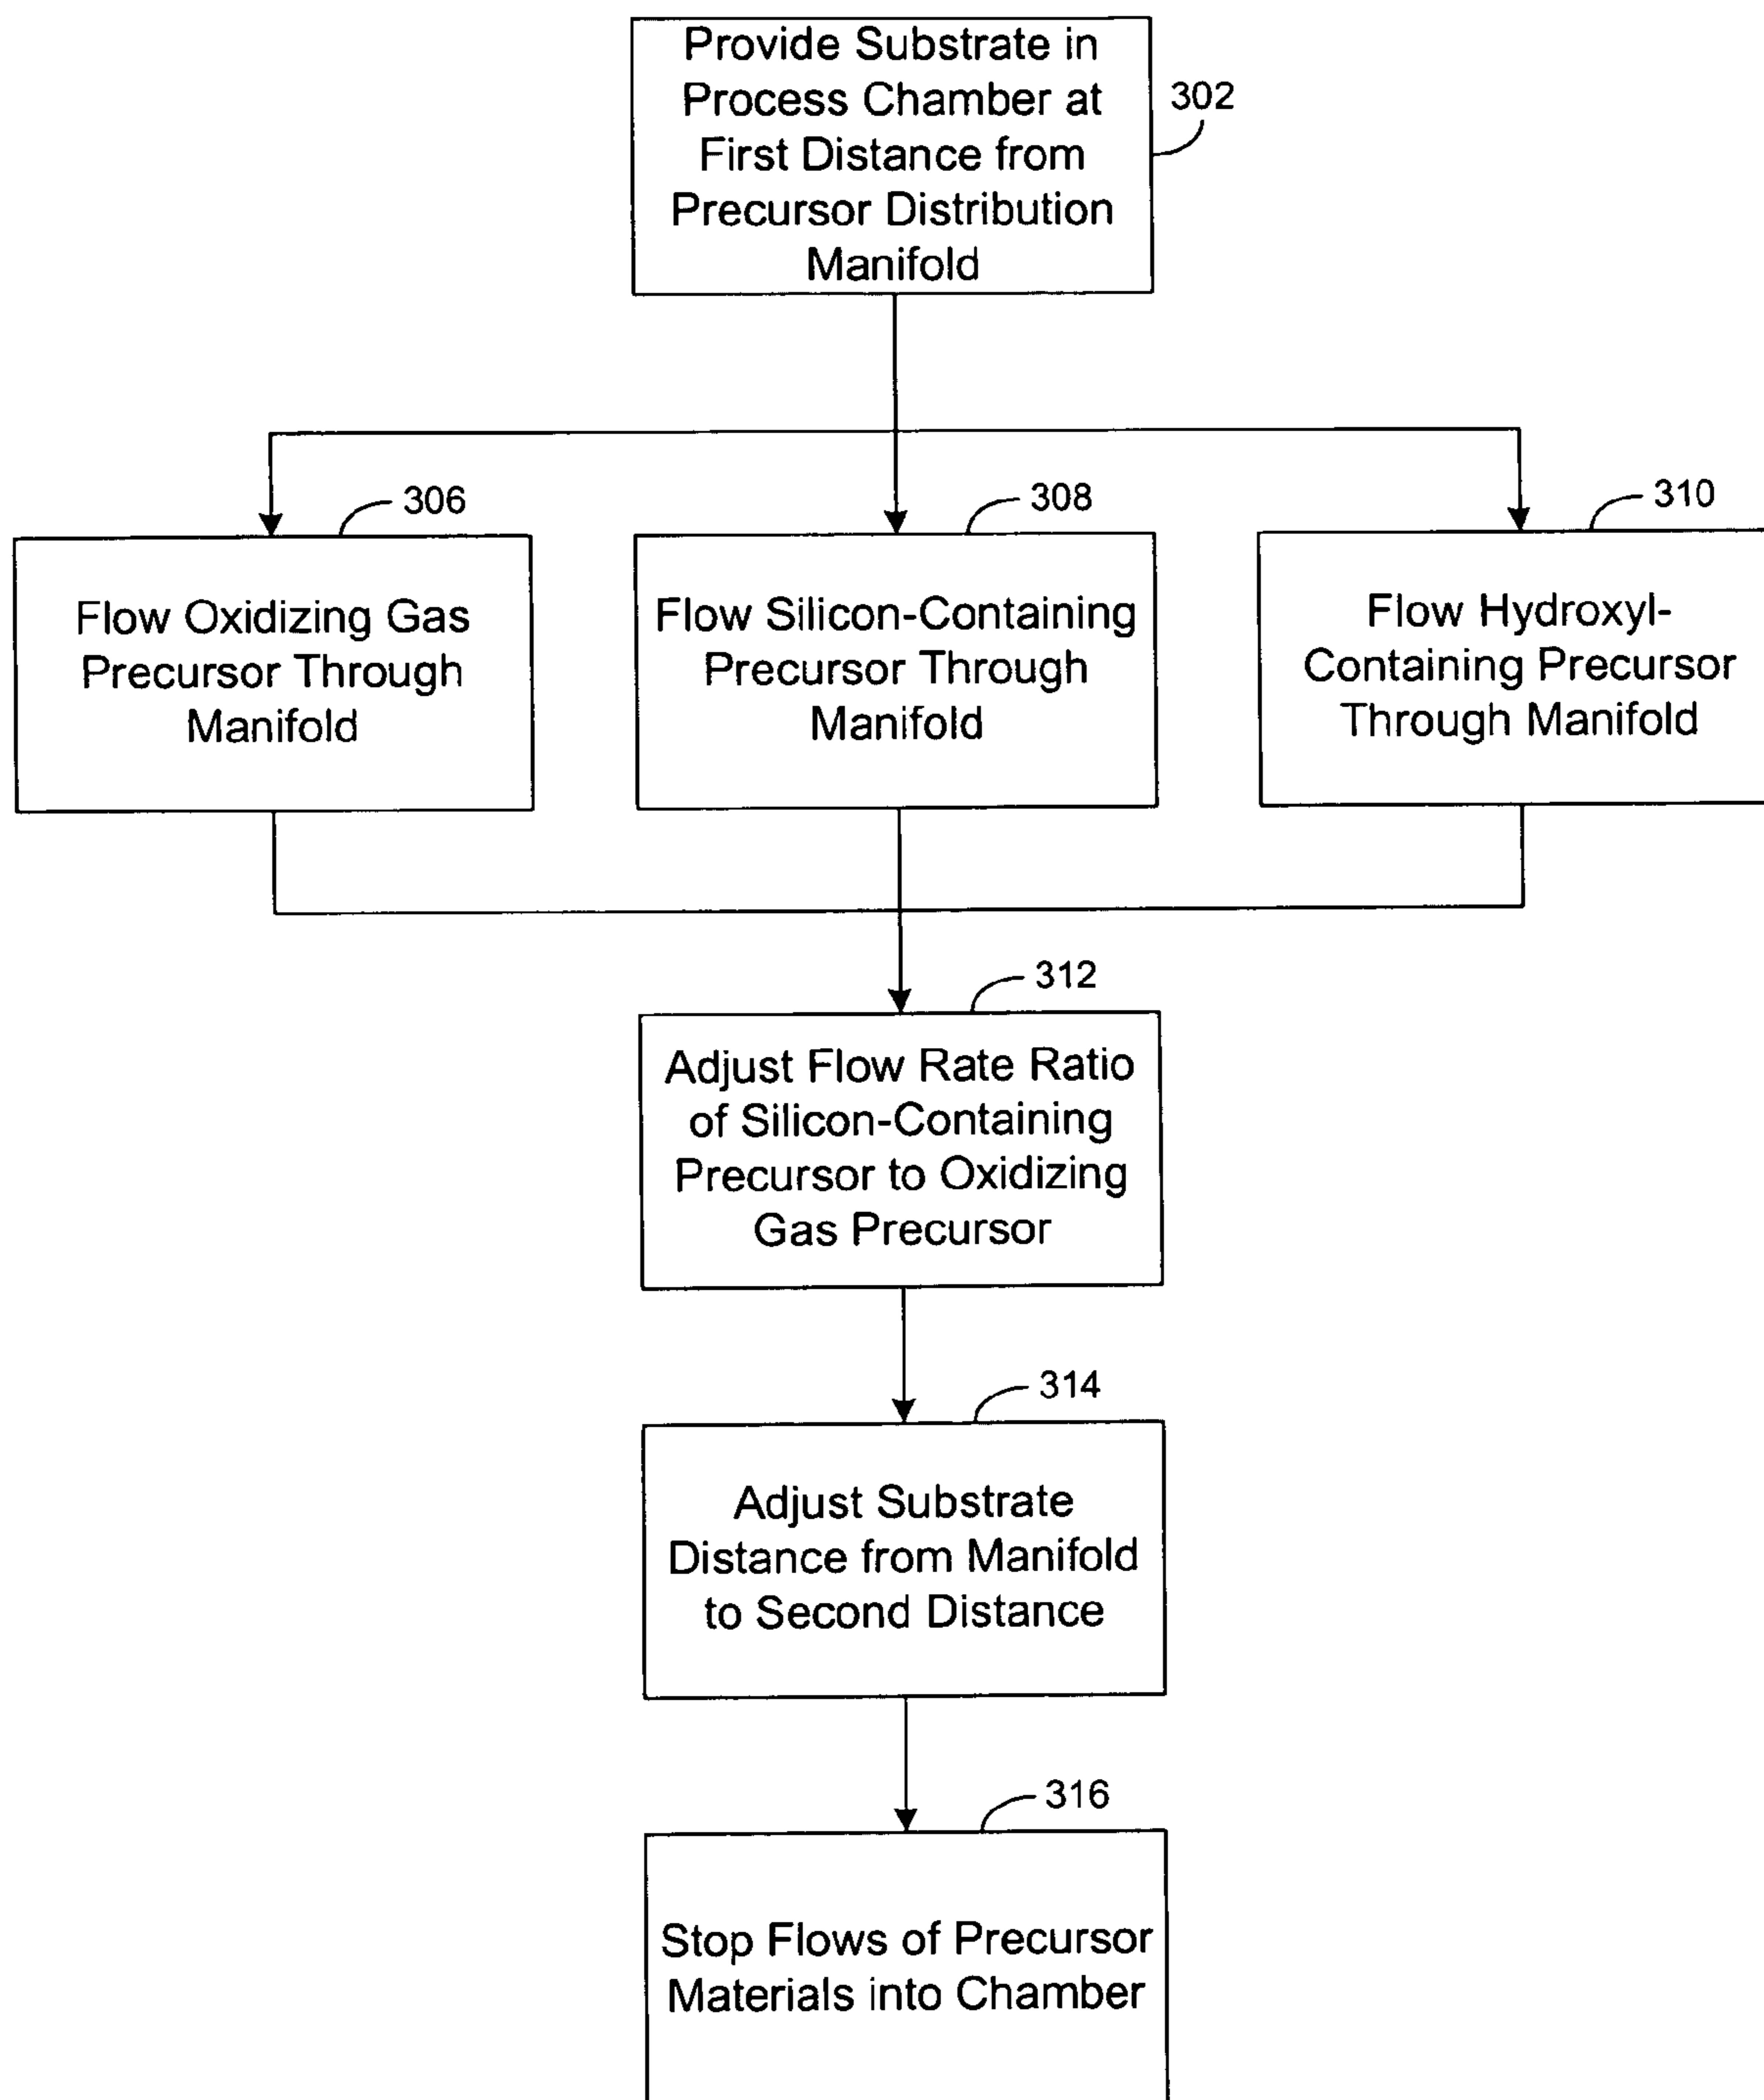 Provide Substrate in
Process Chamber at
First Distance from
Precursor Distribution
Manifold
302
306
Flow Oxidizing Gas
Precursor Through
Manifold
308
Flow Silicon-Containing
Precursor Through
Manifold
310
Flow Hydroxyl-
Containing Precursor
Through Manifold
312
Adjust Flow Rate Ratio
of Silicon-Containing
Precursor to Oxidizing
Gas Precursor
314
Adjust Substrate
Distance from Manifold
to Second Distance
316
Stop Flows of Precursor
Materials into Chamber